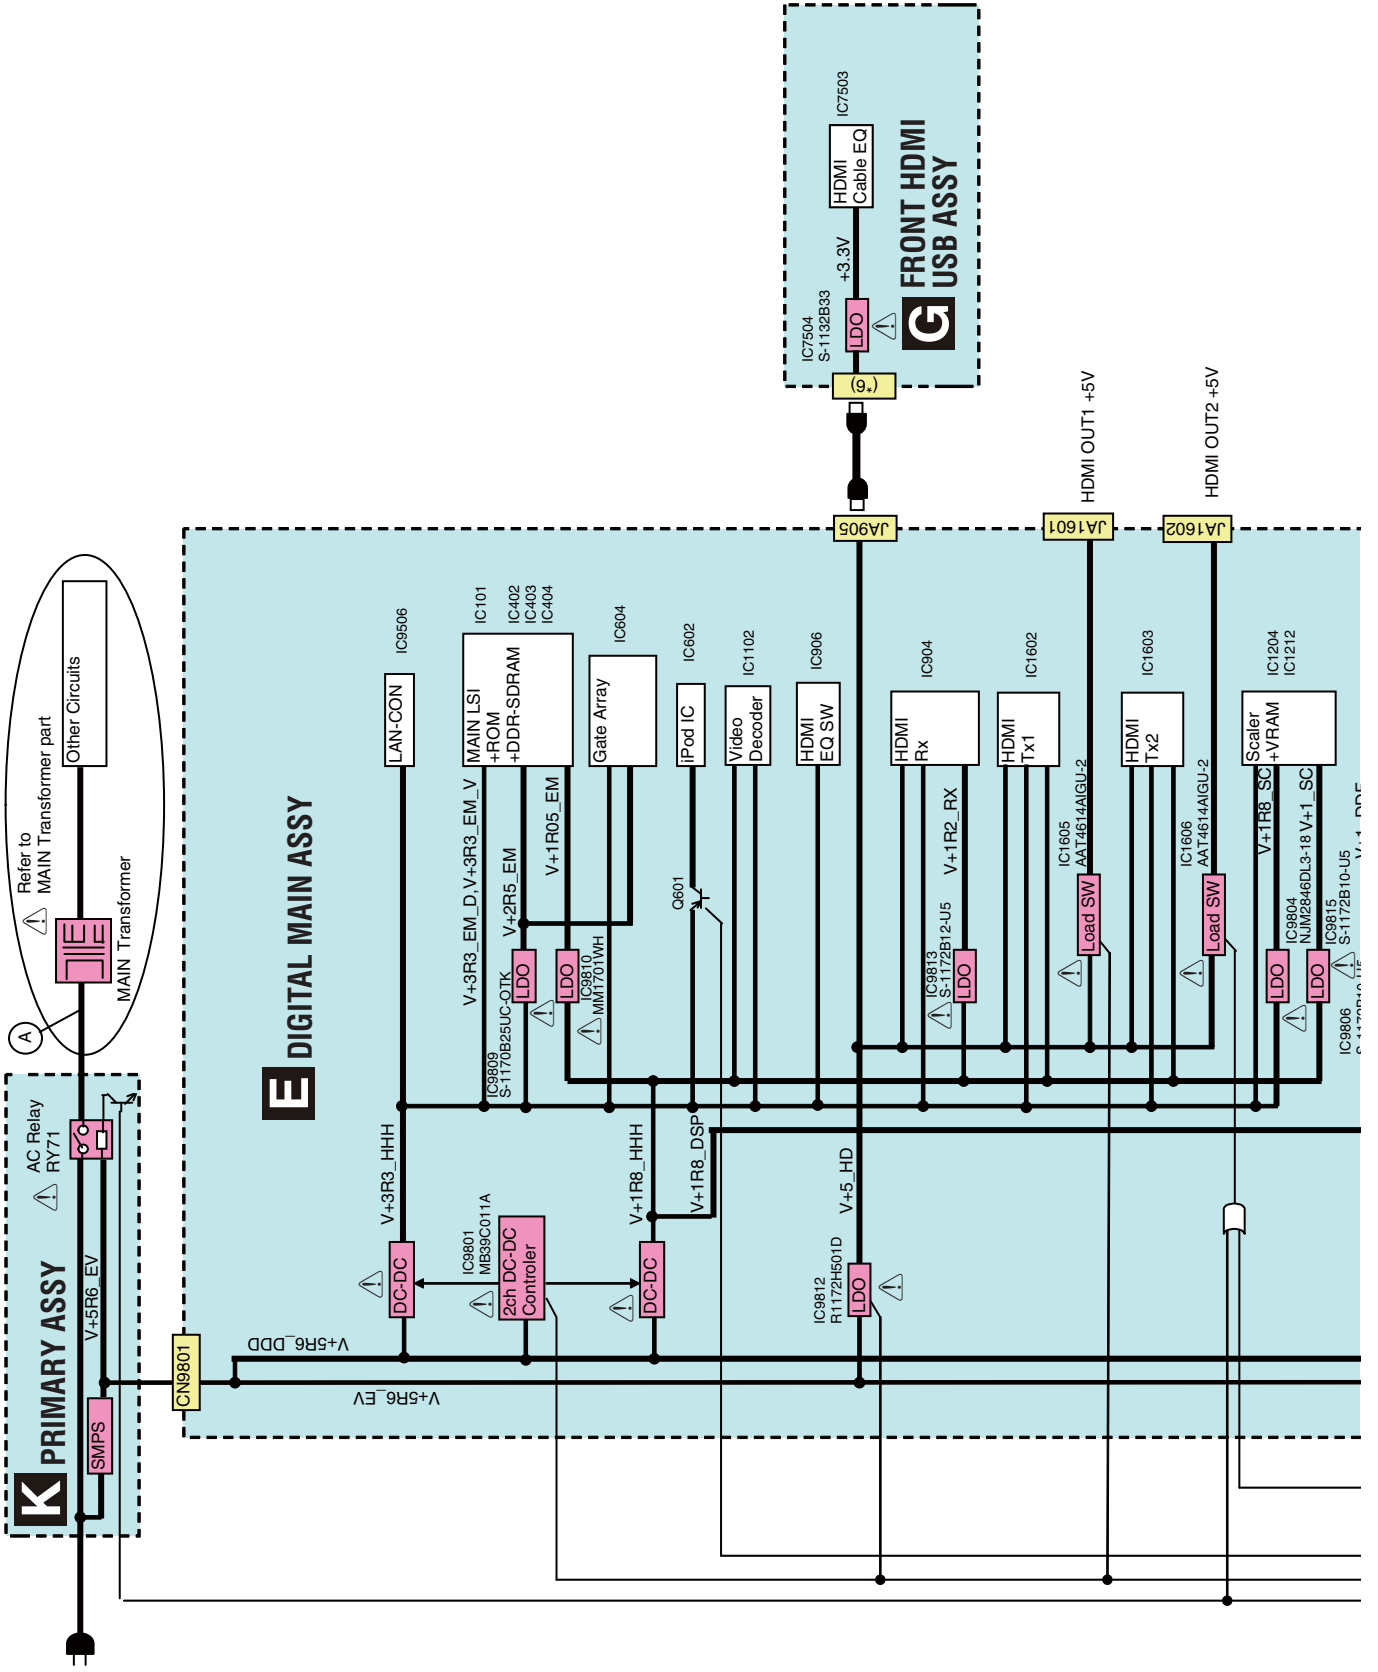 K PRIMARY ASSY
SMPS
V+5R6_EV
AC Relay
RY71
A
Refer to
MAIN Transformer part
MAIN Transformer
Other Circuits
CN9801
V+5R6_DDD
V+5R6_EV
E DIGITAL MAIN ASSY
DC-DC
V+3R3_HHH
LAN-CON
IC9506
IC9801
MB39C011A
2ch DC-DC
Controler
V+3R3_EM_D,V+3R3_EM_V
MAIN LSI
+ROM
+DDR-SDRAM
IC101
IC402
IC403
IC404
IC9809
S-1170B25UC-OTK
LDO
V+2R5_EM
LDO
IC9810
MM1701WH
V+1R05_EM
Gate Array
IC604
DC-DC
V+1R8_HHH
V+1R8_DSP
Q601
iPod IC
IC602
Video
Decoder
IC1102
HDMI
EQ SW
IC906
IC9812
R1172H501D
LDO
V+5_HD
JA905
HDMI
Rx
IC904
IC9813
S-1172B12-U5
LDO
V+1R2_RX
HDMI
Tx1
IC1602
IC1605
AAT4614AIGU-2
Load SW
JA1601
HDMI OUT1 +5V
HDMI
Tx2
IC1603
IC1606
AAT4614AIGU-2
Load SW
JA1602
HDMI OUT2 +5V
Scaler
+VRAM
IC1204
IC1212
LDO
V+1R8_SC
IC9804
NJM2846DL3-18
LDO
V+1_SC
IC9815
S-1172B10-U5
IC9806
(*6)
IC7504
S-1132B33
LDO
+3.3V
HDMI
Cable EQ
IC7503
G FRONT HDMI
USB ASSY